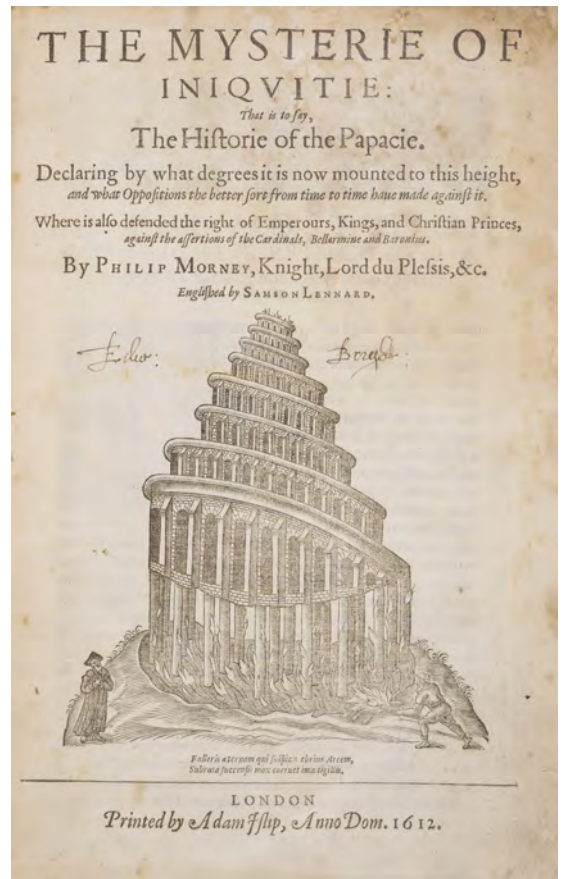 THE MYSTERIE OF
INIQVITIE:
That is to ſay,
The Hiſtorie of the Papacie.
Declaring by what degrees it is now mounted to this height,
and what Oppoſitions the better ſort from time to time haue made againſt it.
Where is alſo defended the right of Emperours, Kings, and Chriſtian Princes,
againſt the aſſertions of the Cardinals, Bellarmine and Baronius.
By PHILIP MORNEY, Knight, Lord du Pleſsis, &c.
Engliſhed by SAMSON LENNARD.
Edw:
Falleris æternam qui ſuſpicis ebrius Arcem,
Subruta ſuccenſis mox corruet ima tigillis.
LONDON
Printed by Adam Iſlip, Anno Dom. 1612.